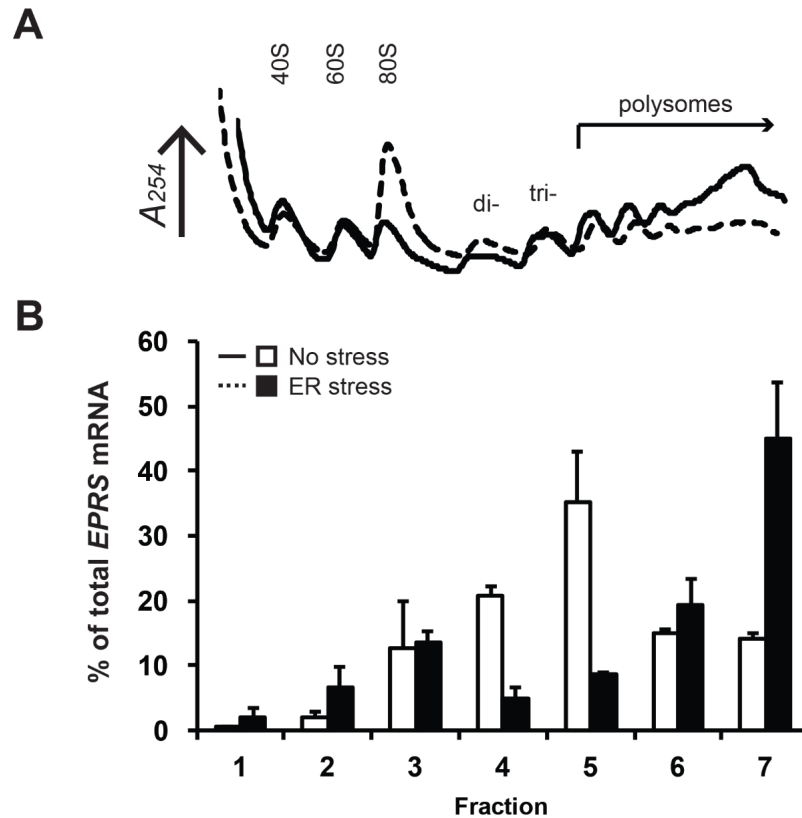 A
40S
60S
80S
A254
di-
tri-
polysomes
B
60
50
40
30
20
10
0
% of total EPRS mRNA
No stress
ER stress
1 2 3 4 5 6 7
Fraction